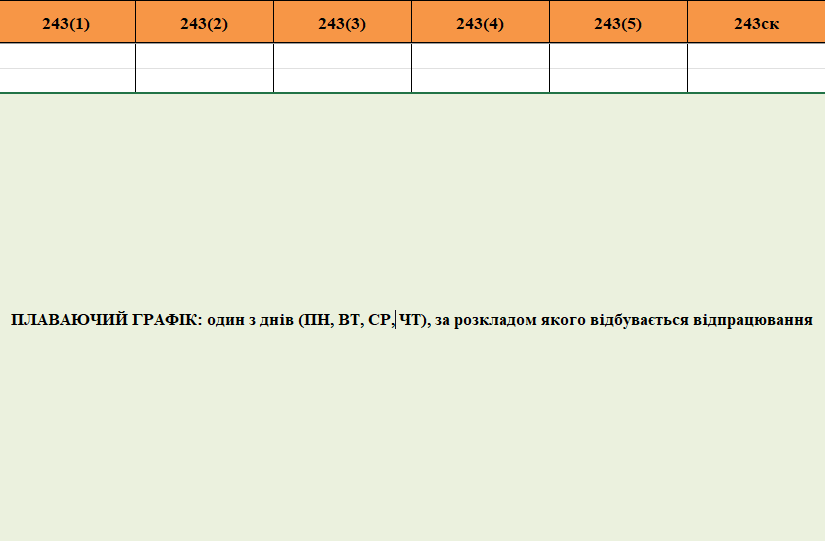 243(1) 243(2) 243(3) 243(4) 243(5) 243ск
ПЛАВАЮЧИЙ ГРАФІК: один з днів (ПН, ВТ, СР, ЧТ), за розкладом якого відбувається відпрацювання